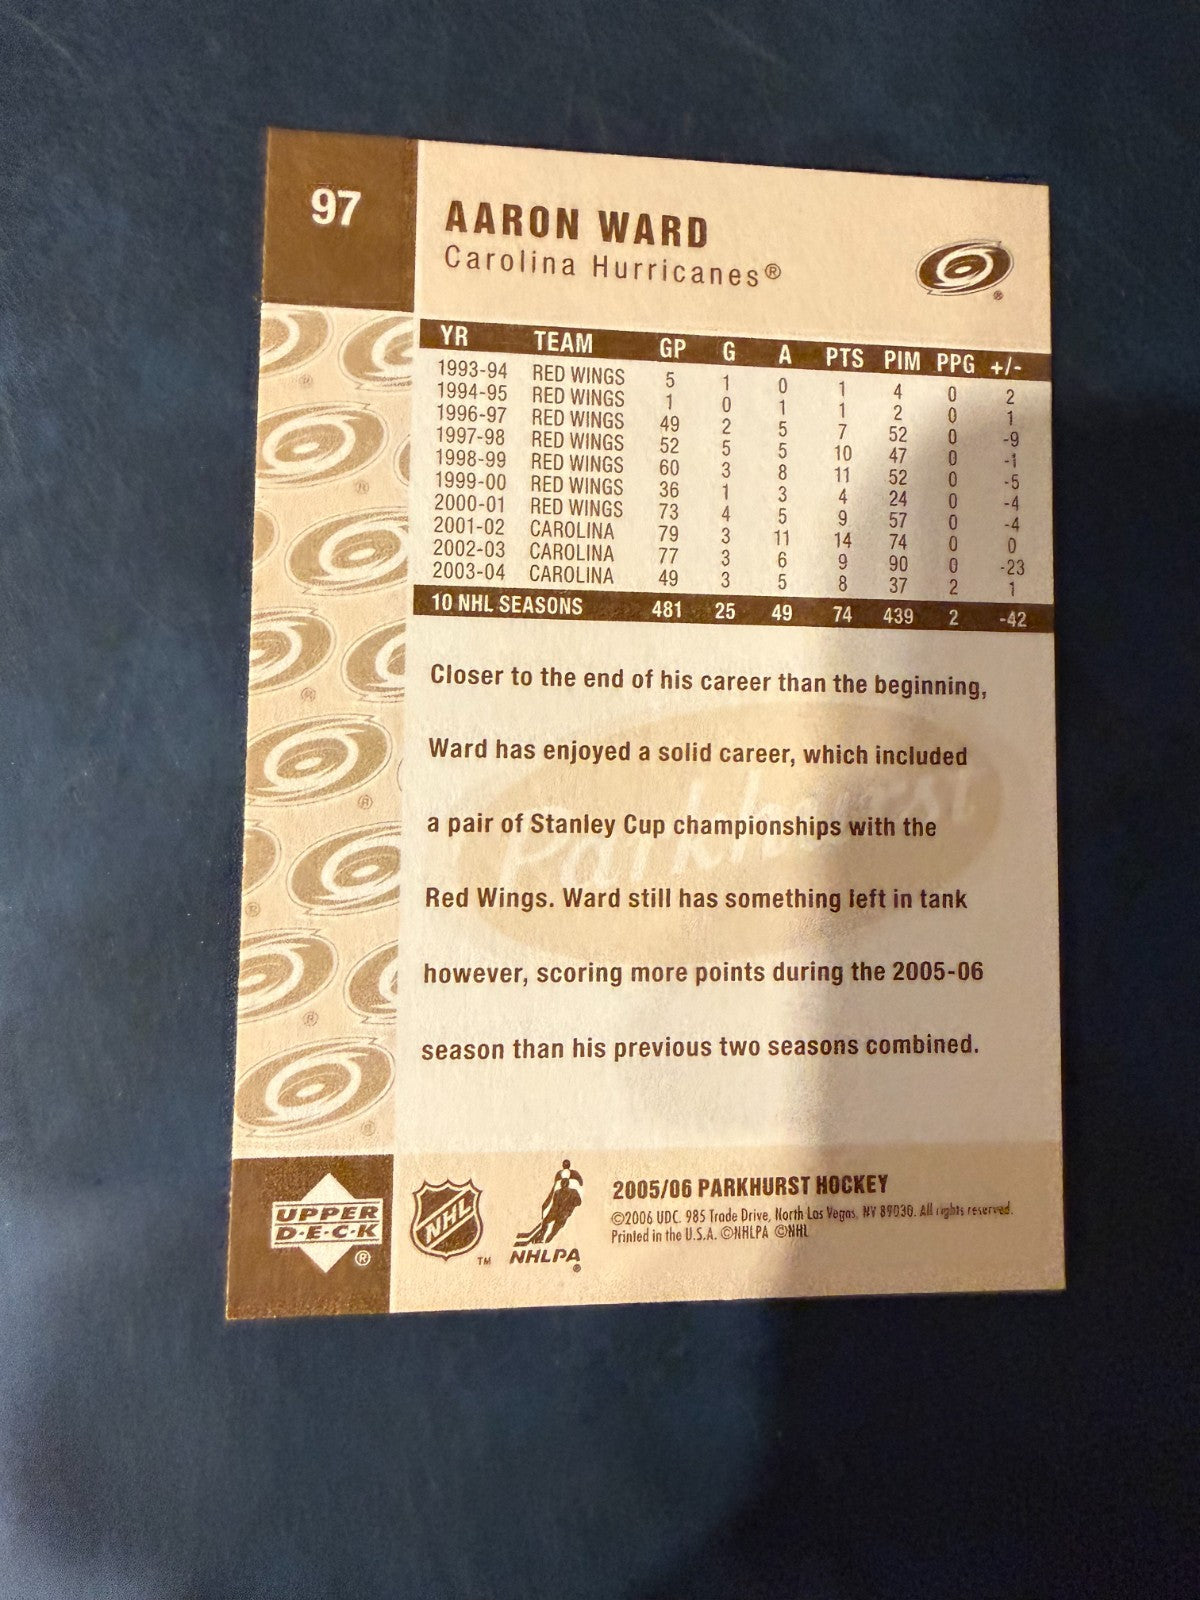 97
AARON WARD
Carolina Hurricanes®
YR TEAM GP G A PTS PIM PPG +/-
1993-94 RED WINGS 5 1 0 1 4 0 2
1994-95 RED WINGS 1 0 1 1 2 0 1
1996-97 RED WINGS 49 2 5 7 52 0 -9
1997-98 RED WINGS 52 5 5 10 47 0 -1
1998-99 RED WINGS 60 3 8 11 52 0 -5
1999-00 RED WINGS 36 1 3 4 24 0 -4
2000-01 RED WINGS 73 4 5 9 57 0 -4
2001-02 CAROLINA 79 3 11 14 74 0 0
2002-03 CAROLINA 77 3 6 9 90 0 -23
2003-04 CAROLINA 49 3 5 8 37 2 1
10 NHL SEASONS 481 25 49 74 439 2 -42
Parkhurst
Closer to the end of his career than the beginning,
Ward has enjoyed a solid career, which included
a pair of Stanley Cup championships with the
Red Wings. Ward still has something left in tank
however, scoring more points during the 2005-06
season than his previous two seasons combined.
UPPER
D·E·C·K
®
NHL
TM
NHLPA
®
2005/06 PARKHURST HOCKEY
©2006 UDC. 985 Trade Drive, North Las Vegas, NV 89030. All rights reserved.
Printed in the U.S.A. ©NHLPA ©NHL